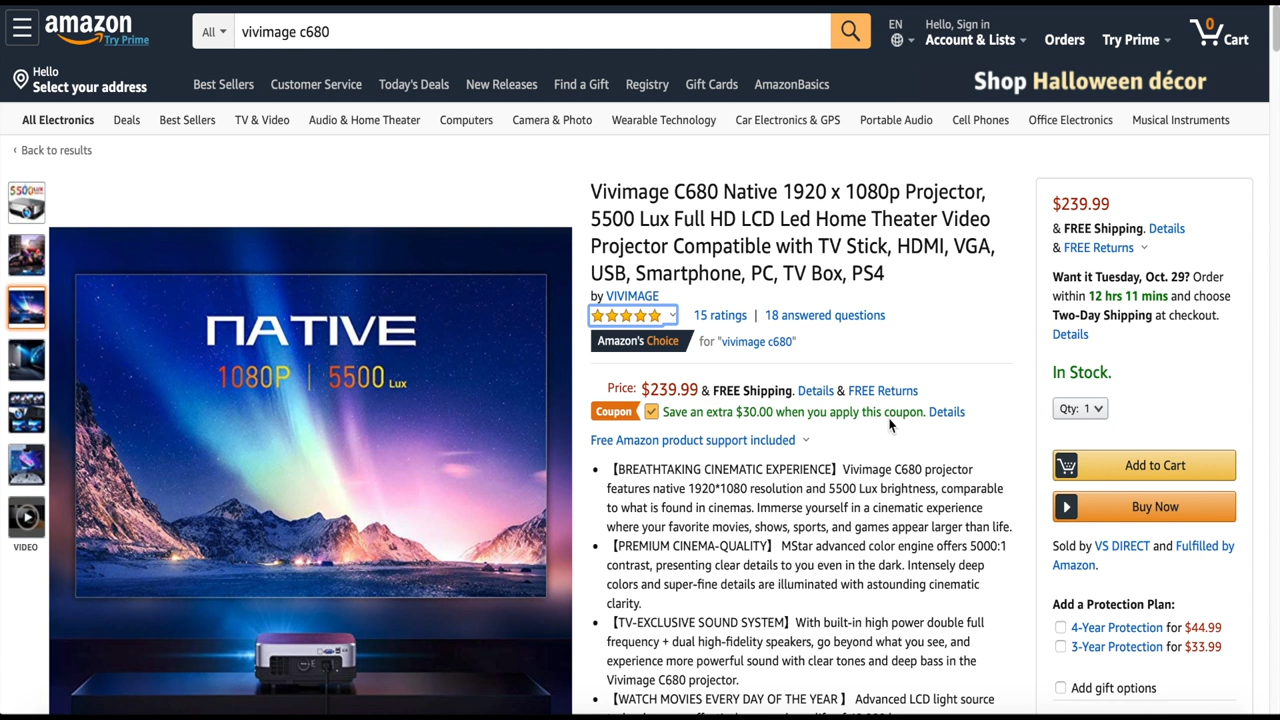 amazon
Try Prime
All
vivimage c680
EN
Hello, Sign in
Account & Lists
Orders
Try Prime
0
Cart
Hello
Select your address
Best Sellers
Customer Service
Today's Deals
New Releases
Find a Gift
Registry
Gift Cards
AmazonBasics
Shop Halloween décor
All Electronics
Deals
Best Sellers
TV & Video
Audio & Home Theater
Computers
Camera & Photo
Wearable Technology
Car Electronics & GPS
Portable Audio
Cell Phones
Office Electronics
Musical Instruments
‹ Back to results
5500 LUX
VIDEO
NATIVE
1080P | 5500 Lux
Vivimage C680 Native 1920 x 1080p Projector,
5500 Lux Full HD LCD Led Home Theater Video
Projector Compatible with TV Stick, HDMI, VGA,
USB, Smartphone, PC, TV Box, PS4
by VIVIMAGE
15 ratings | 18 answered questions
Amazon's Choice for "vivimage c680"
Price: $239.99 & FREE Shipping. Details & FREE Returns
Coupon Save an extra $30.00 when you apply this coupon. Details
Free Amazon product support included
• 【BREATHTAKING CINEMATIC EXPERIENCE】Vivimage C680 projector
features native 1920*1080 resolution and 5500 Lux brightness, comparable
to what is found in cinemas. Immerse yourself in a cinematic experience
where your favorite movies, shows, sports, and games appear larger than life.
• 【PREMIUM CINEMA-QUALITY】 MStar advanced color engine offers 5000:1
contrast, presenting clear details to you even in the dark. Intensely deep
colors and super-fine details are illuminated with astounding cinematic
clarity.
• 【TV-EXCLUSIVE SOUND SYSTEM】With built-in high power double full
frequency + dual high-fidelity speakers, go beyond what you see, and
experience more powerful sound with clear tones and deep bass in the
Vivimage C680 projector.
• 【WATCH MOVIES EVERY DAY OF THE YEAR 】 Advanced LCD light source
$239.99
& FREE Shipping. Details
& FREE Returns
Want it Tuesday, Oct. 29? Order
within 12 hrs 11 mins and choose
Two-Day Shipping at checkout.
Details
In Stock.
Qty: 1
Add to Cart
Buy Now
Sold by VS DIRECT and Fulfilled by
Amazon.
Add a Protection Plan:
4-Year Protection for $44.99
3-Year Protection for $33.99
Add gift options